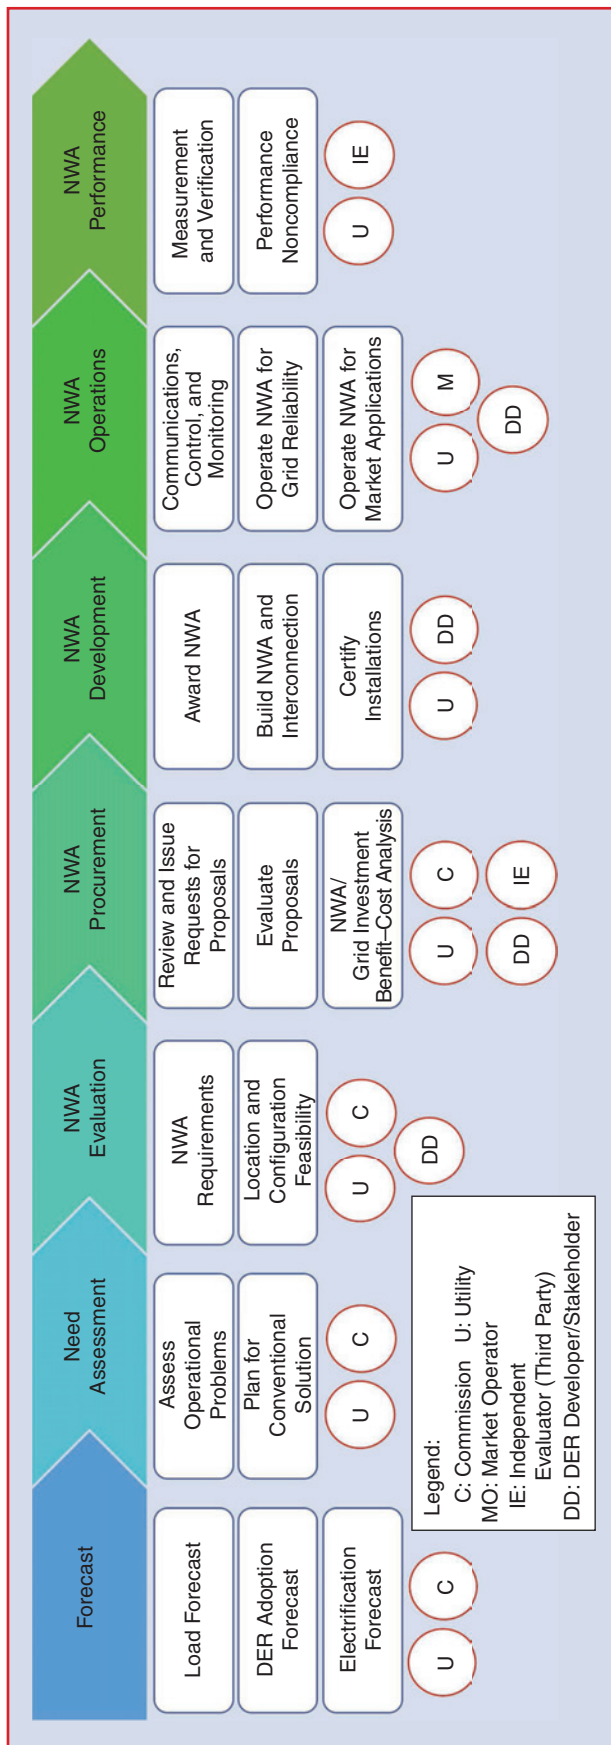 Forecast
Load Forecast
DER Adoption
Forecast
Electrification
Forecast
U
C
Need
Assessment
Assess
Operational
Problems
Plan for
Conventional
Solution
U
C
NWA
Evaluation
NWA
Requirements
Location and
Configuration
Feasibility
U
C
DD
NWA
Procurement
Review and Issue
Requests for
Proposals
Evaluate
Proposals
NWA/
Grid Investment
Benefit–Cost Analysis
U
C
DD
IE
NWA
Development
Award NWA
Build NWA and
Interconnection
Certify
Installations
U
DD
NWA
Operations
Communications,
Control, and
Monitoring
Operate NWA for
Grid Reliability
Operate NWA for
Market Applications
U
M
DD
NWA
Performance
Measurement
and Verification
Performance
Noncompliance
U
IE
Legend:
C: Commission U: Utility
MO: Market Operator
IE: Independent
Evaluator (Third Party)
DD: DER Developer/Stakeholder